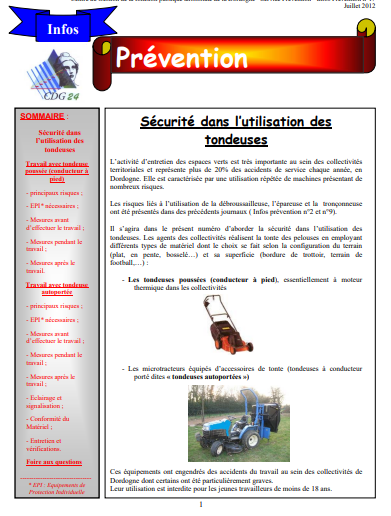 Juillet 2012
Infos
Prévention
CDG 24
SOMMAIRE :
Sécurité dans
l'utilisation des
tondeuses
Travail avec tondeuse
poussée (conducteur à
pied)
- principaux risques ;
- EPI* nécessaires ;
- Mesures avant
d'effectuer le travail ;
- Mesures pendant le
travail ;
- Mesures après le
travail.
Travail avec tondeuse
autoportée
- principaux risques ;
- EPI* nécessaires ;
- Mesures avant
d'effectuer le travail ;
- Mesures pendant le
travail ;
- Mesures après le
travail ;
- Eclairage et
signalisation ;
- Conformité du
Matériel ;
- Entretien et
vérifications.
Foire aux questions
* EPI : Equipements de
Protection Individuelle
Sécurité dans l'utilisation des
tondeuses
L'activité d'entretien des espaces verts est très importante au sein des collectivités
territoriales et représente plus de 20% des accidents de service chaque année, en
Dordogne. Elle est caractérisée par une utilisation répétée de machines présentant de
nombreux risques.
Les risques liés à l'utilisation de la débroussailleuse, l'épareuse et la tronçonneuse
ont été présentés dans des précédents journaux ( Infos prévention n°2 et n°9).
Il s'agira dans le présent numéro d'aborder la sécurité dans l'utilisation des
tondeuses. Les agents des collectivités réalisent la tonte des pelouses en employant
différents types de matériel dont le choix se fait selon la configuration du terrain
(plat, en pente, bosselé…) et sa superficie (bordure de trottoir, terrain de
football,…) :
- Les tondeuses poussées (conducteur à pied), essentiellement à moteur
thermique dans les collectivités
- Les microtracteurs équipés d'accessoires de tonte (tondeuses à conducteur
porté dites « tondeuses autoportées »)
Ces équipements ont engendrés des accidents du travail au sein des collectivités de
Dordogne dont certains ont été particulièrement graves.
Leur utilisation est interdite pour les jeunes travailleurs de moins de 18 ans.
1